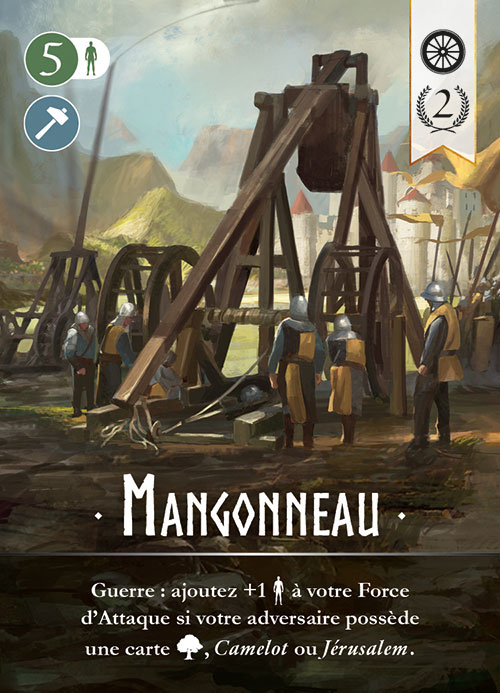 5
2
· Mangonneau ·
Guerre : ajoutez +1 à votre Force
d'Attaque si votre adversaire possède
une carte , Camelot ou Jérusalem.